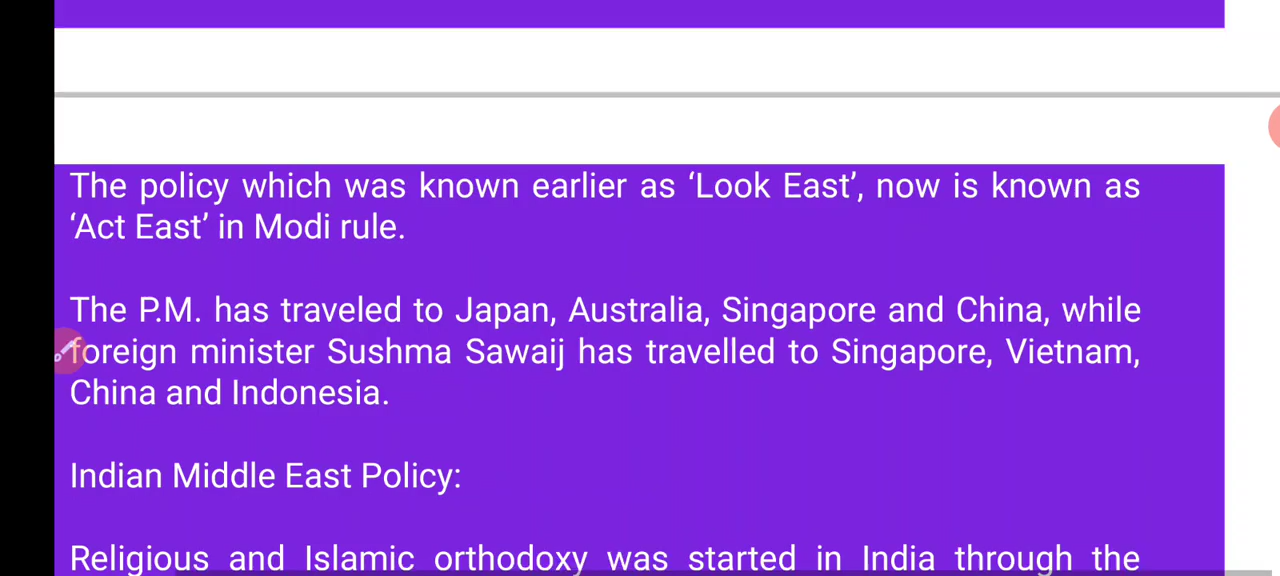 The policy which was known earlier as ‘Look East’, now is known as
‘Act East’ in Modi rule.
The P.M. has traveled to Japan, Australia, Singapore and China, while
foreign minister Sushma Sawaij has travelled to Singapore, Vietnam,
China and Indonesia.
Indian Middle East Policy:
Religious and Islamic orthodoxy was started in India through the